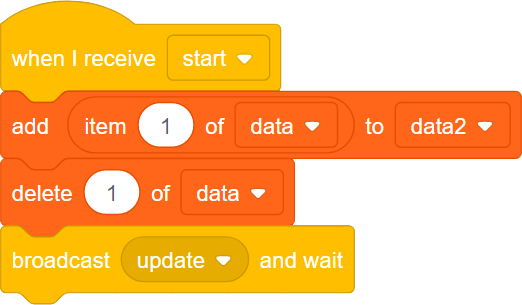 when I receive start
add item 1 of data to data2
delete 1 of data
broadcast update and wait